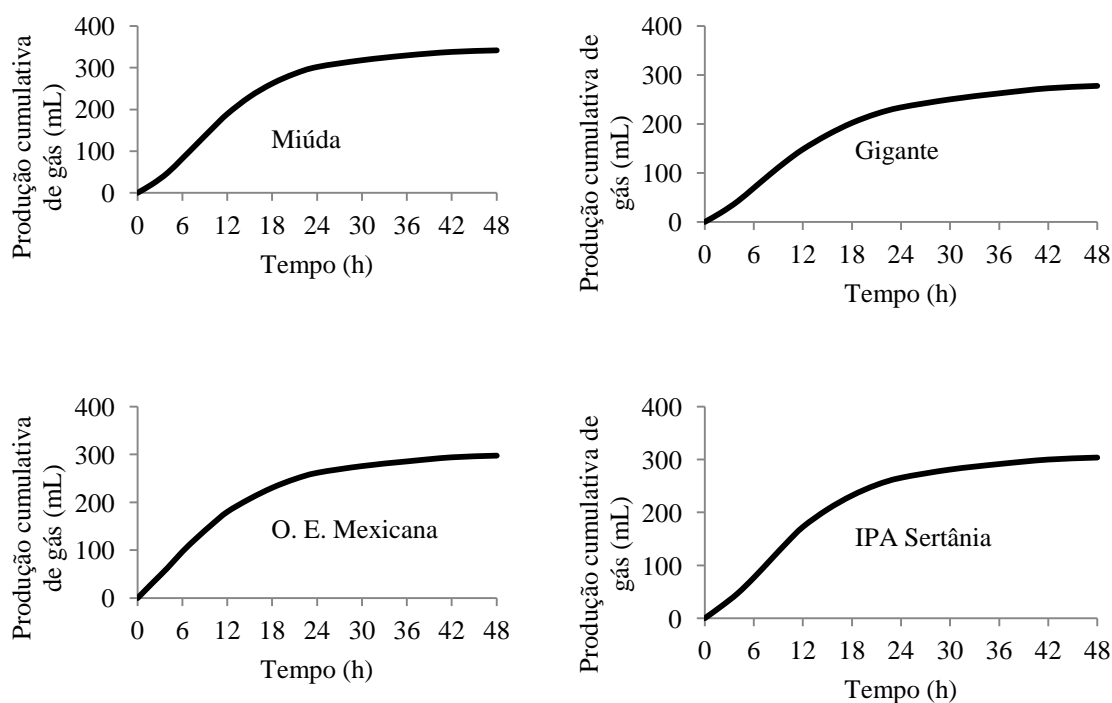 Produção cumulativa
de gás (mL)
400
300
200
100
0
Miúda
0 6 12 18 24 30 36 42 48
Tempo (h)
Produção cumulativa de
gás (mL)
400
300
200
100
0
Gigante
0 6 12 18 24 30 36 42 48
Tempo (h)
Produção cumulativa
de gás (mL)
400
300
200
100
0
O. E. Mexicana
0 6 12 18 24 30 36 42 48
Tempo (h)
Produção cumulativa de
gás (mL)
400
300
200
100
0
IPA Sertânia
0 6 12 18 24 30 36 42 48
Tempo (h)